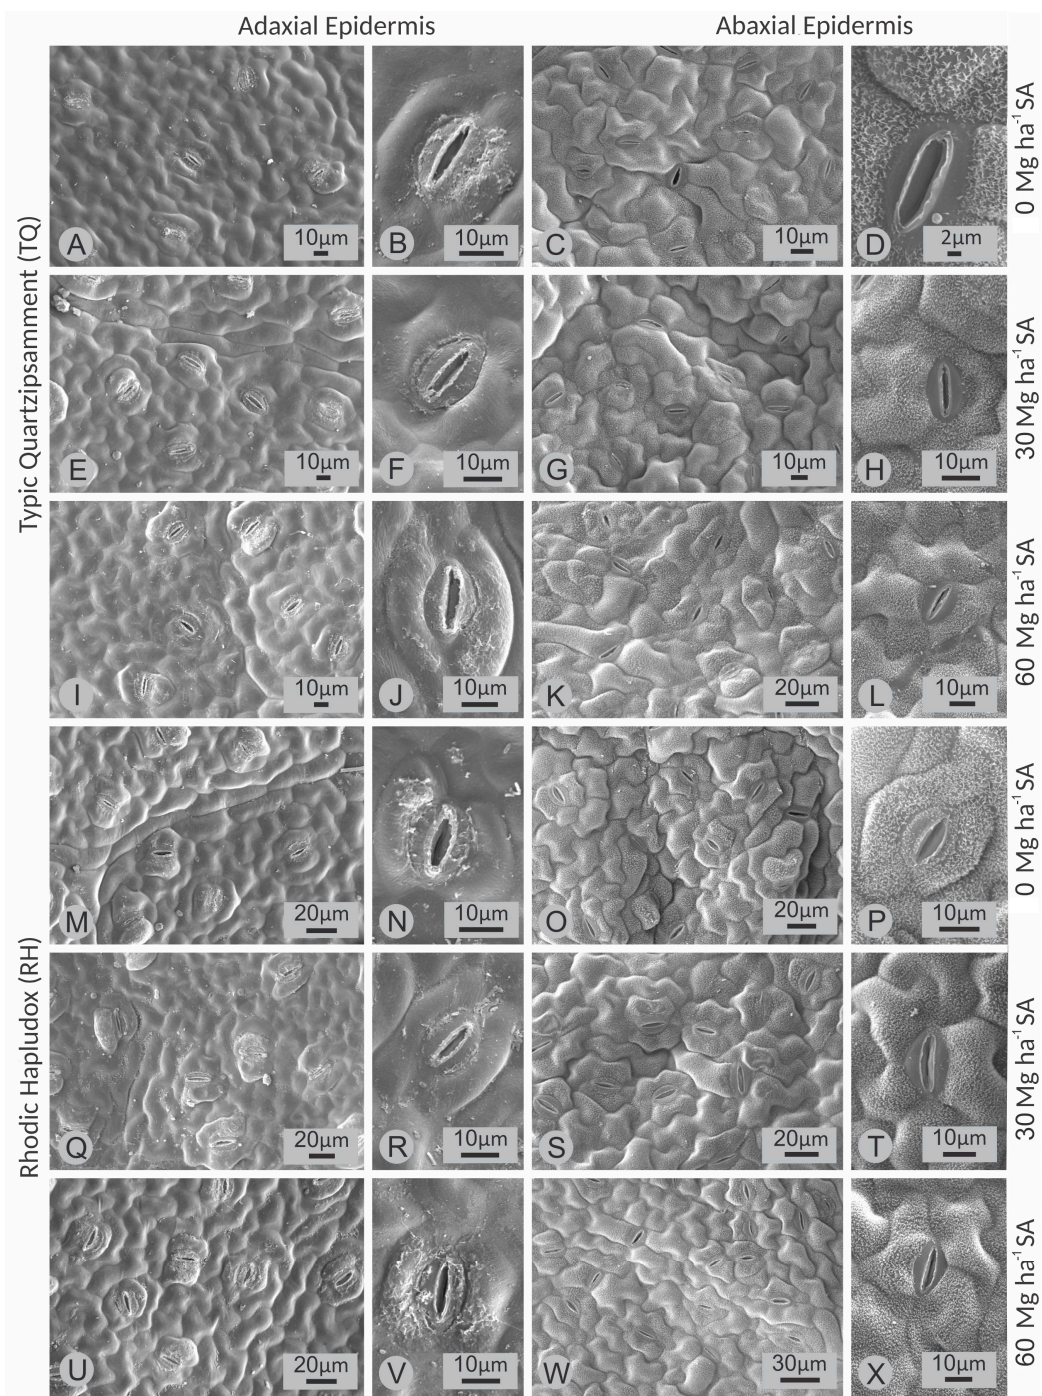 Adaxial Epidermis Abaxial Epidermis
Typic Quartzipsamment (TQ)
A 10µm B 10µm C 10µm D 2µm 0 Mg ha⁻¹ SA
E 10µm F 10µm G 10µm H 10µm 30 Mg ha⁻¹ SA
I 10µm J 10µm K 20µm L 10µm 60 Mg ha⁻¹ SA
Rhodic Hapludox (RH)
M 20µm N 10µm O 20µm P 10µm 0 Mg ha⁻¹ SA
Q 20µm R 10µm S 20µm T 10µm 30 Mg ha⁻¹ SA
U 20µm V 10µm W 30µm X 10µm 60 Mg ha⁻¹ SA